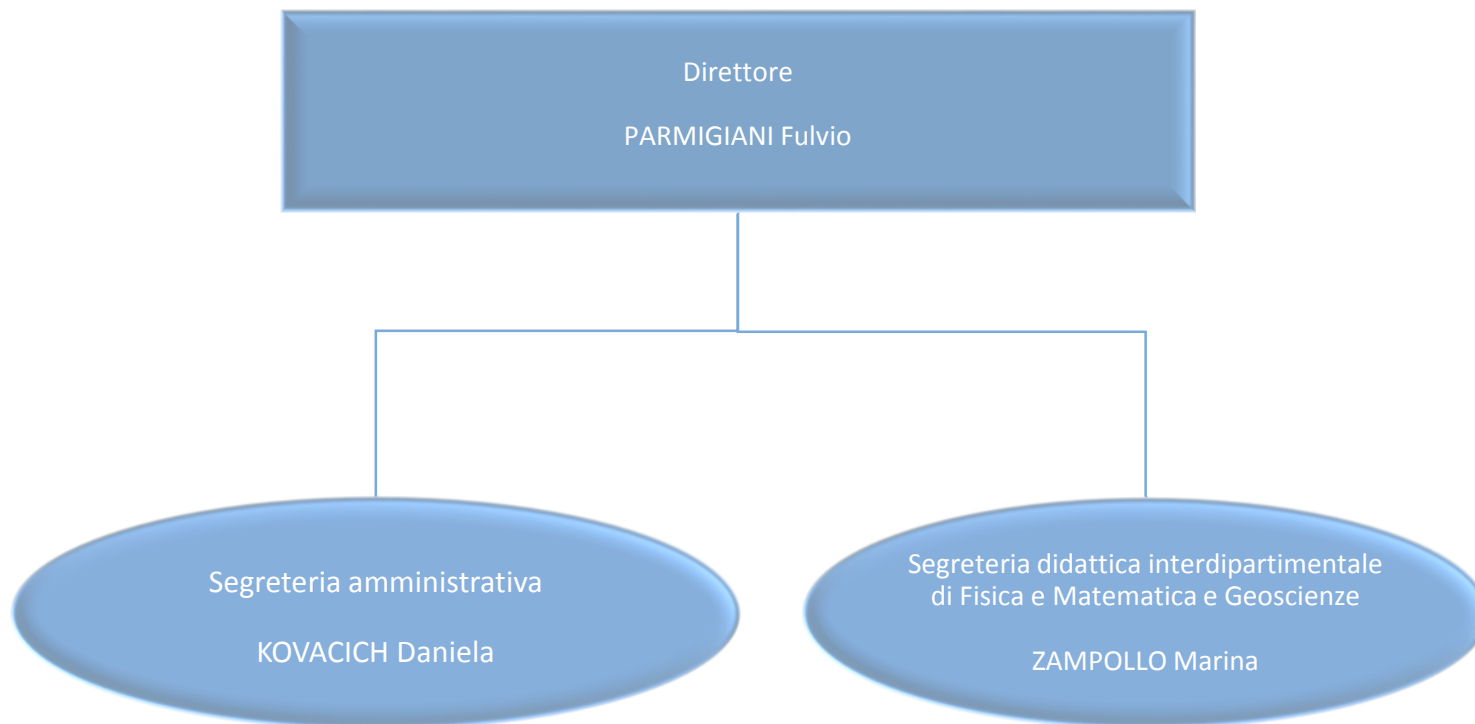 Direttore
PARMIGIANI Fulvio
Segreteria amministrativa
KOVACICH Daniela
Segreteria didattica interdipartimentale
di Fisica e Matematica e Geoscienze
ZAMPOLLO Marina